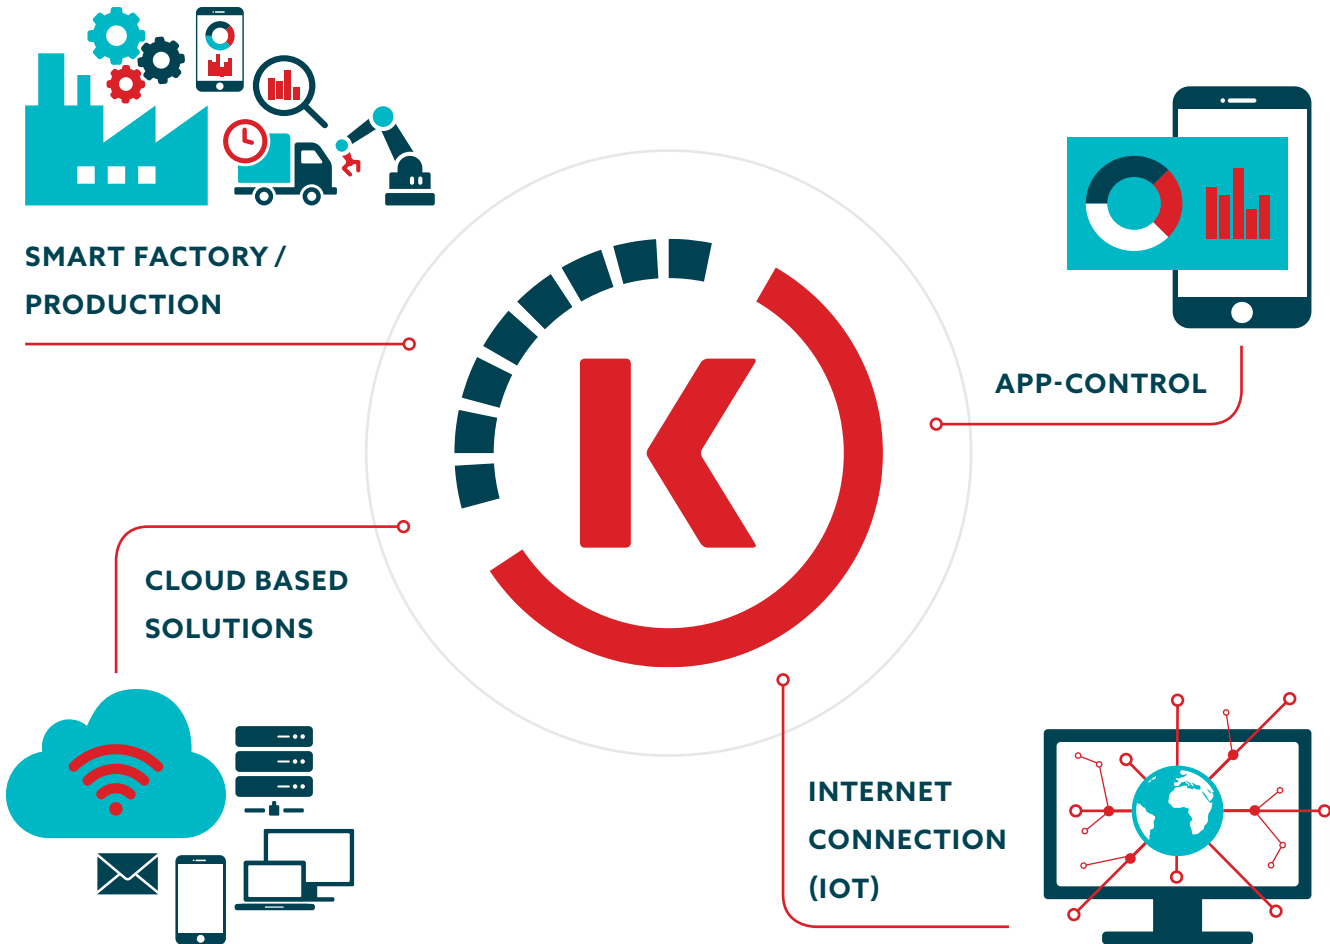 SMART FACTORY /
PRODUCTION
APP-CONTROL
K
CLOUD BASED
SOLUTIONS
INTERNET
CONNECTION
(IOT)